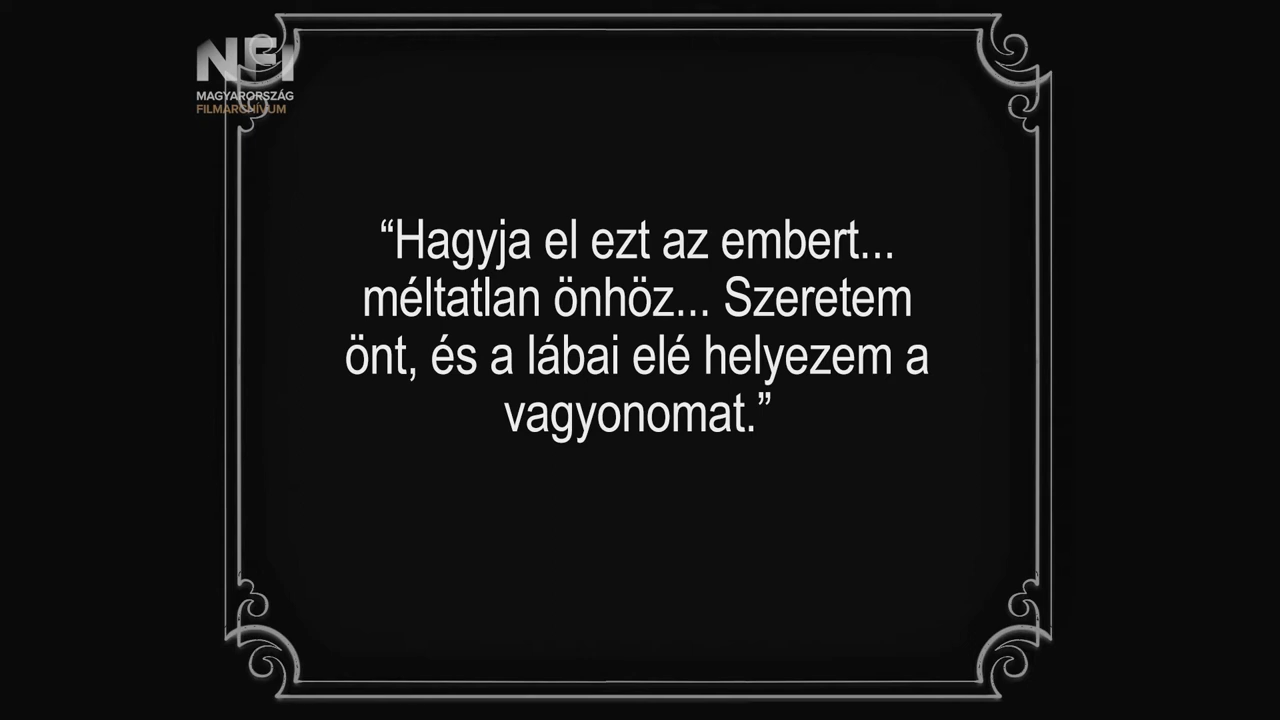 NFI
MAGYARORSZÁG
FILMARCHÍVUM
“Hagyja el ezt az embert...
méltatlan önhöz... Szeretem
önt, és a lábai elé helyezem a
vagyonomat.”